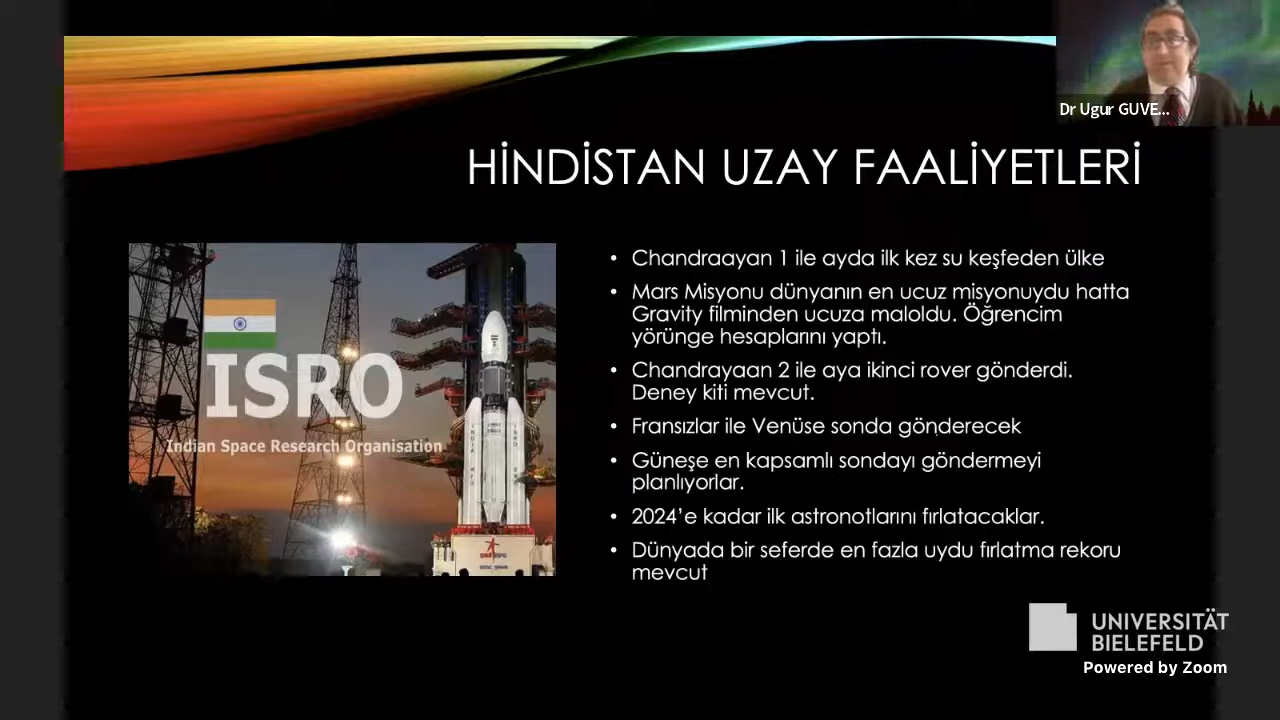 Dr Ugur GUVE...
HİNDİSTAN UZAY FAALİYETLERİ
ISRO
Indian Space Research Organisation
• Chandraayan 1 ile ayda ilk kez su keşfeden ülke
• Mars Misyonu dünyanın en ucuz misyonuydu hatta
Gravity filminden ucuza maloldu. Öğrencim
yörünge hesaplarını yaptı.
• Chandrayaan 2 ile aya ikinci rover gönderdi.
Deney kiti mevcut.
• Fransızlar ile Venüse sonda gönderecek
• Güneşe en kapsamlı sondayı göndermeyi
planlıyorlar.
• 2024’e kadar ilk astronotlarını fırlatacaklar.
• Dünyada bir seferde en fazla uydu fırlatma rekoru
mevcut
UNIVERSITÄT
BIELEFELD
Powered by Zoom